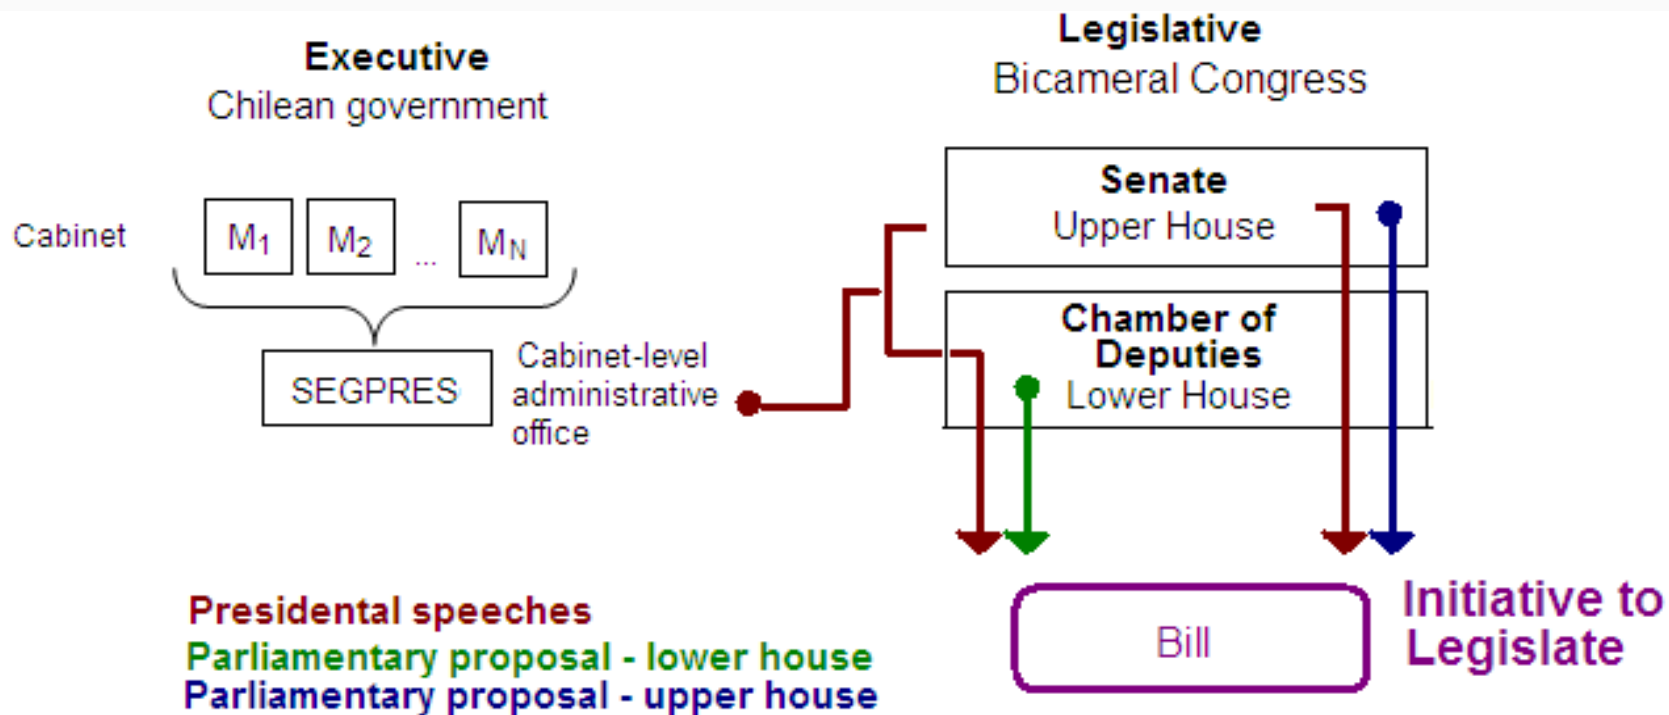 Executive
Chilean government
Legislative
Bicameral Congress
Cabinet
M1
M2
...
MN
SEGPRES
Cabinet-level
administrative
office
Senate
Upper House
Chamber of
Deputies
Lower House
Presidental speeches
Parliamentary proposal - lower house
Parliamentary proposal - upper house
Bill
Initiative to
Legislate